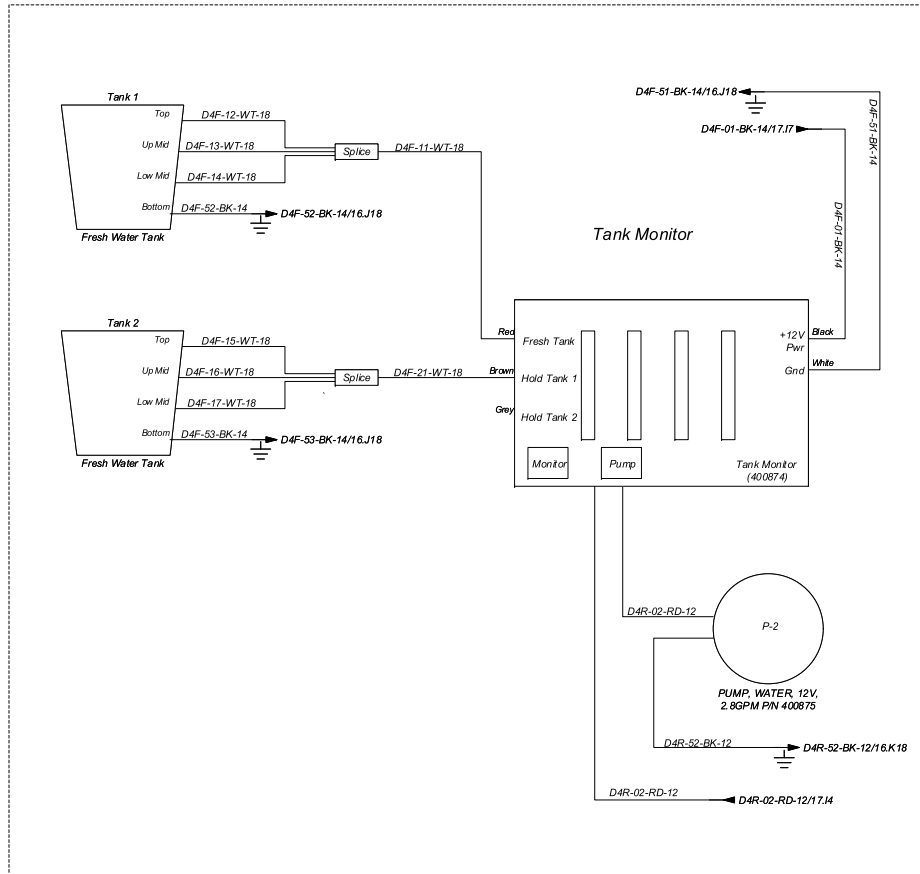 Tank 1
Top
D4F-12-WT-18
Up Mid
D4F-13-WT-18
Splice
D4F-11-WT-18
Low Mid
D4F-14-WT-18
Bottom
D4F-52-BK-14
D4F-52-BK-14/16.J18
Fresh Water Tank
D4F-51-BK-14/16.J18
D4F-01-BK-14/17.I7
D4F-51-BK-14
D4F-01-BK-14
Tank Monitor
Tank 2
Top
D4F-15-WT-18
Up Mid
D4F-16-WT-18
Splice
D4F-21-WT-18
Low Mid
D4F-17-WT-18
Bottom
D4F-53-BK-14
D4F-53-BK-14/16.J18
Fresh Water Tank
Red
Fresh Tank
Brown
Hold Tank 1
Grey
Hold Tank 2
+12V
Pwr
Black
Gnd
White
Monitor
Pump
Tank Monitor
(400874)
D4R-02-RD-12
P-2
PUMP, WATER, 12V,
2.8GPM P/N 400875
D4R-52-BK-12
D4R-52-BK-12/16.K18
D4R-02-RD-12
D4R-02-RD-12/17.I4